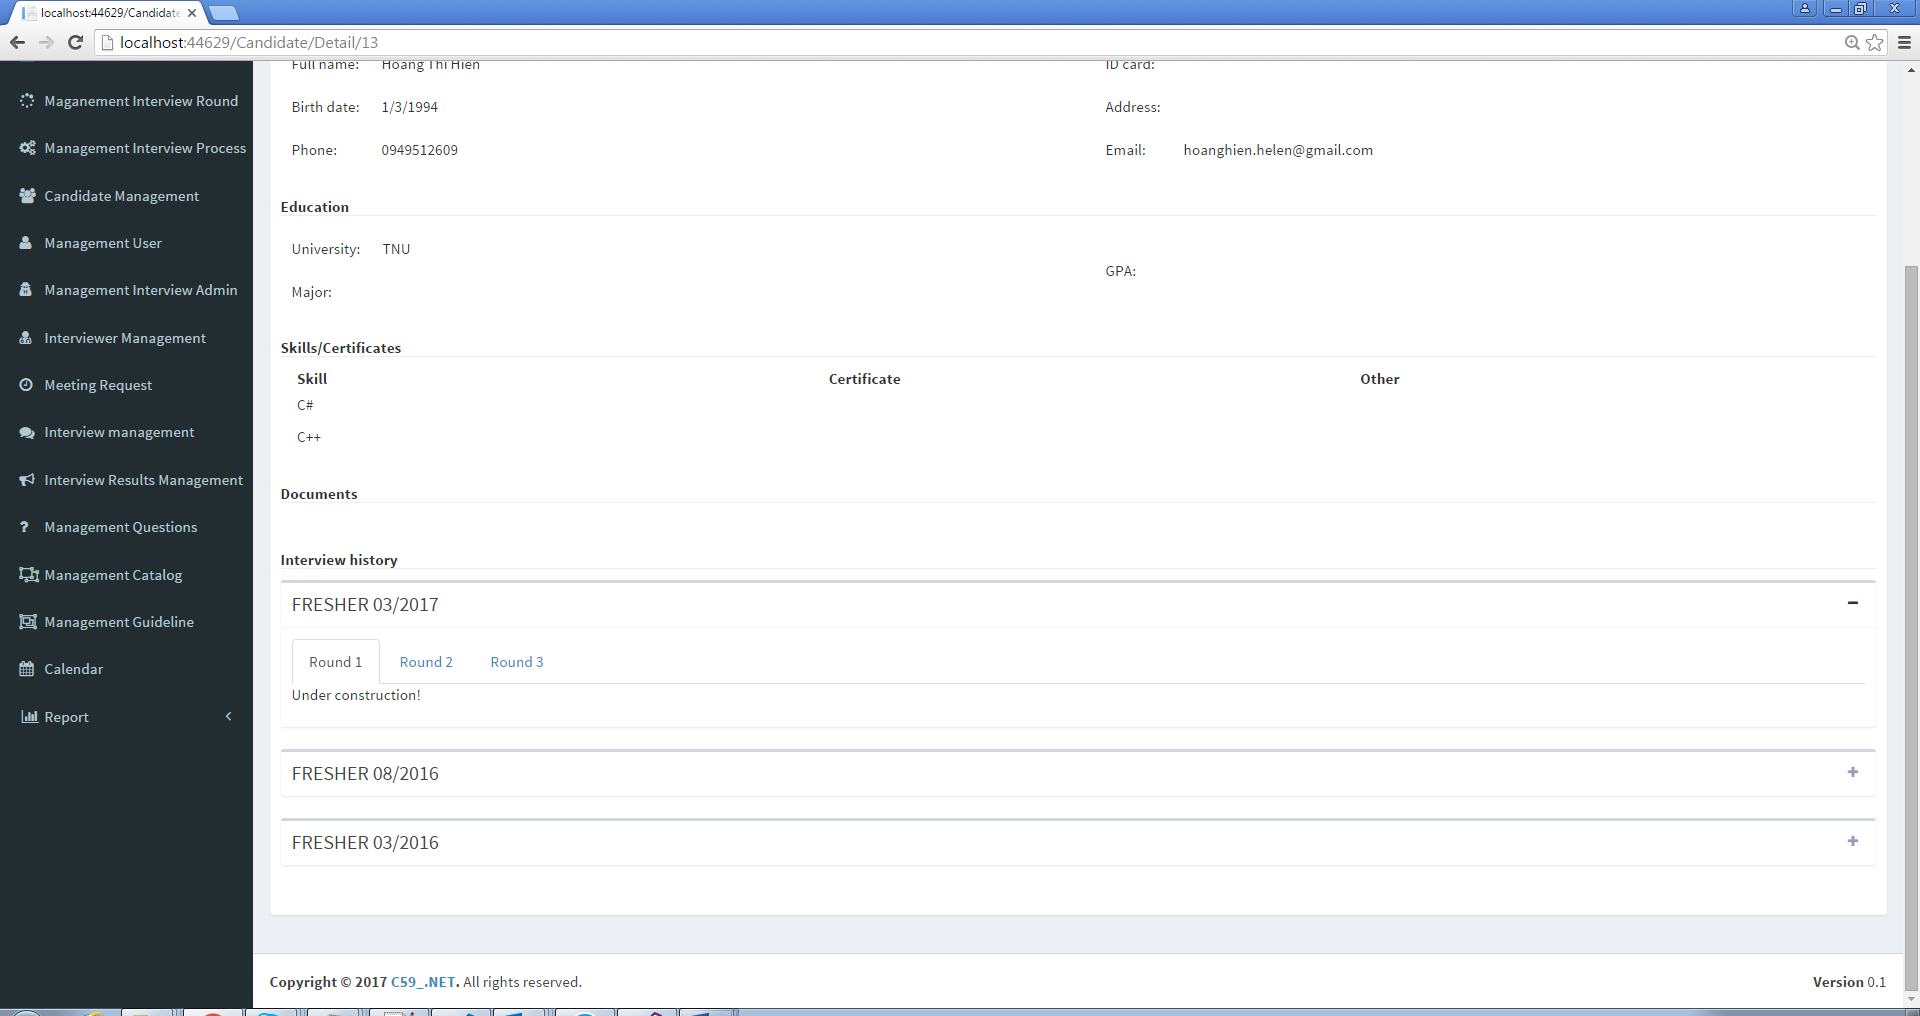 localhost:44629/Candidate
localhost:44629/Candidate/Detail/13
Maganement Interview Round
Management Interview Process
Candidate Management
Management User
Management Interview Admin
Interviewer Management
Meeting Request
Interview management
Interview Results Management
? Management Questions
Management Catalog
Management Guideline
Calendar
Report
Full name: Hoang Thi Hien ID card:
Birth date: 1/3/1994 Address:
Phone: 0949512609 Email: hoanghien.helen@gmail.com
Education
University: TNU
GPA:
Major:
Skills/Certificates
Skill Certificate Other
C#
C++
Documents
Interview history
FRESHER 03/2017
Round 1 Round 2 Round 3
Under construction!
FRESHER 08/2016
FRESHER 03/2016
Copyright © 2017 C59_.NET. All rights reserved. Version 0.1